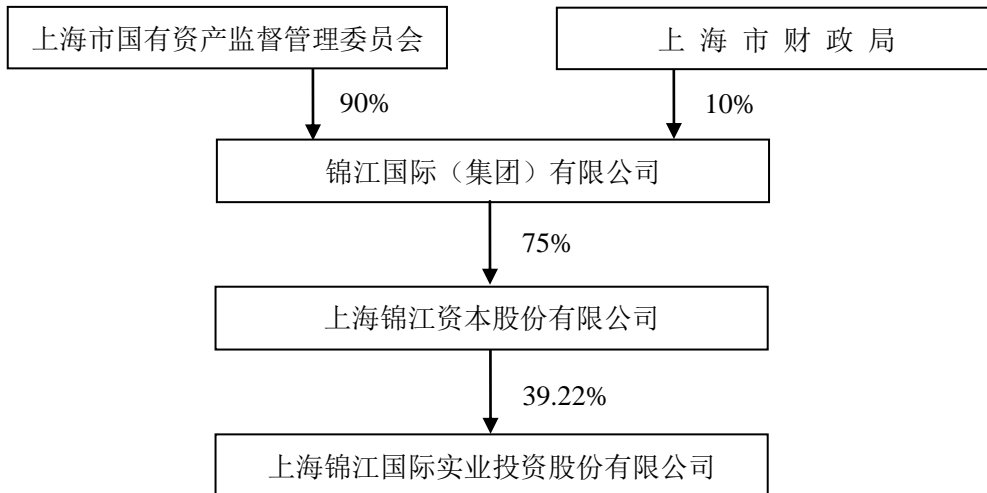 上海市国有资产监督管理委员会
上海市财政局
90%
10%
锦江国际（集团）有限公司
75%
上海锦江资本股份有限公司
39.22%
上海锦江国际实业投资股份有限公司